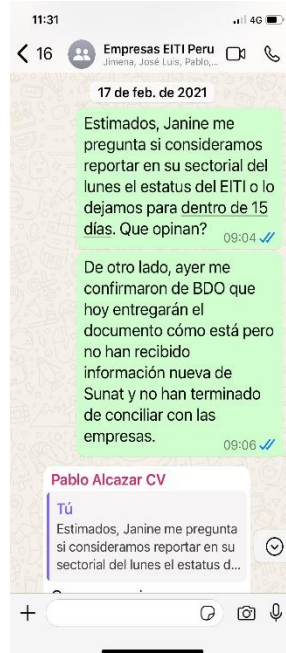 11:31
4G
16
Empresas EITI Peru
Jimena, José Luis, Pablo,...
17 de feb. de 2021
Estimados, Janine me
pregunta si consideramos
reportar en su sectorial del
lunes el estatus del EITI o lo
dejamos para dentro de 15
días. Que opinan?
09:04
De otro lado, ayer me
confirmaron de BDO que
hoy entregarán el
documento cómo está pero
no han recibido
información nueva de
Sunat y no han terminado
de conciliar con las
empresas.
09:06
Pablo Alcazar CV
Tú
Estimados, Janine me pregunta
si consideramos reportar en su
sectorial del lunes el estatus d...